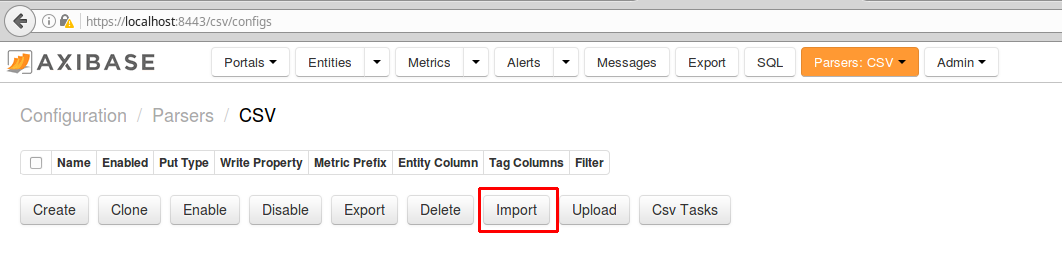 https://localhost:8443/csv/configs
AXIBASE Portals Entities Metrics Alerts Messages Export SQL Parsers: CSV Admin
Configuration / Parsers / CSV
Name Enabled Put Type Write Property Metric Prefix Entity Column Tag Columns Filter
Create Clone Enable Disable Export Delete Import Upload Csv Tasks